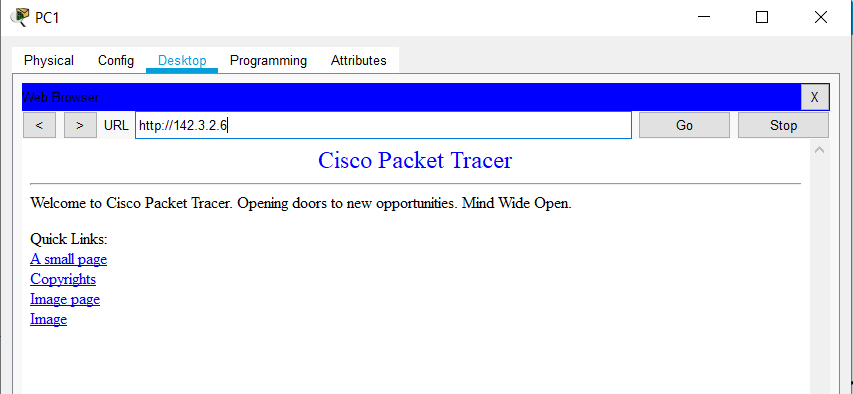 PC1
Physical Config Desktop Programming Attributes
Web Browser X
< > URL http://142.3.2.6 Go Stop
Cisco Packet Tracer
Welcome to Cisco Packet Tracer. Opening doors to new opportunities. Mind Wide Open.
Quick Links:
A small page
Copyrights
Image page
Image